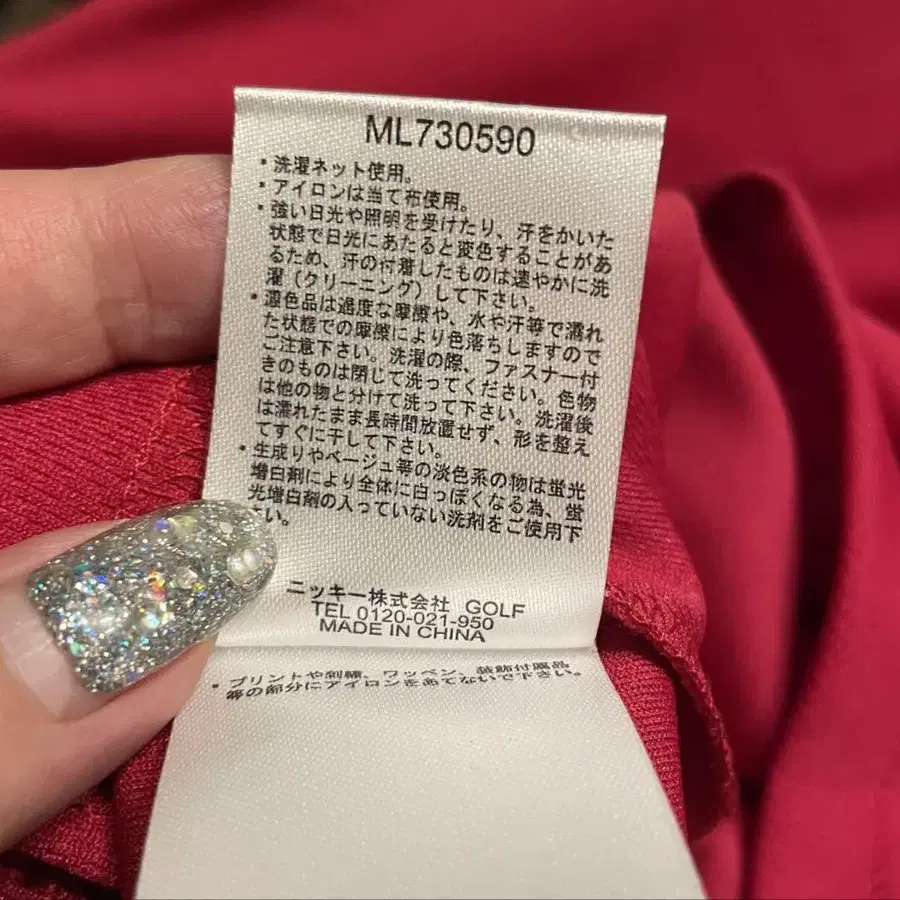 ML730590
・洗濯ネット使用。
・アイロンは当て布使用。
・強い日光や照明を受けたり、汗をかいた
状態で日光にあたると変色することがあ
るため、汗の付着したものは速やかに洗
濯（クリーニング）して下さい。
・濃色品は過度な摩擦や、水や汗等で濡れ
た状態での摩擦により色落ちしますので
ご注意下さい。洗濯の際、ファスナー付
きのものは閉じて洗ってください。色物
は他の物と分けて洗って下さい。洗濯後
は濡れたまま長時間放置せず、形を整え
てすぐに干して下さい。
・生成りやベージュ等の淡色系の物は蛍光
増白剤により全体に白っぽくなる為、蛍
光増白剤の入っていない洗剤をご使用下
さい。
ニッキー株式会社 GOLF
TEL 0120-021-950
MADE IN CHINA
・プリントや刺繍、ワッペン、装飾付属品
等の部分にアイロンをあてないで下さい。